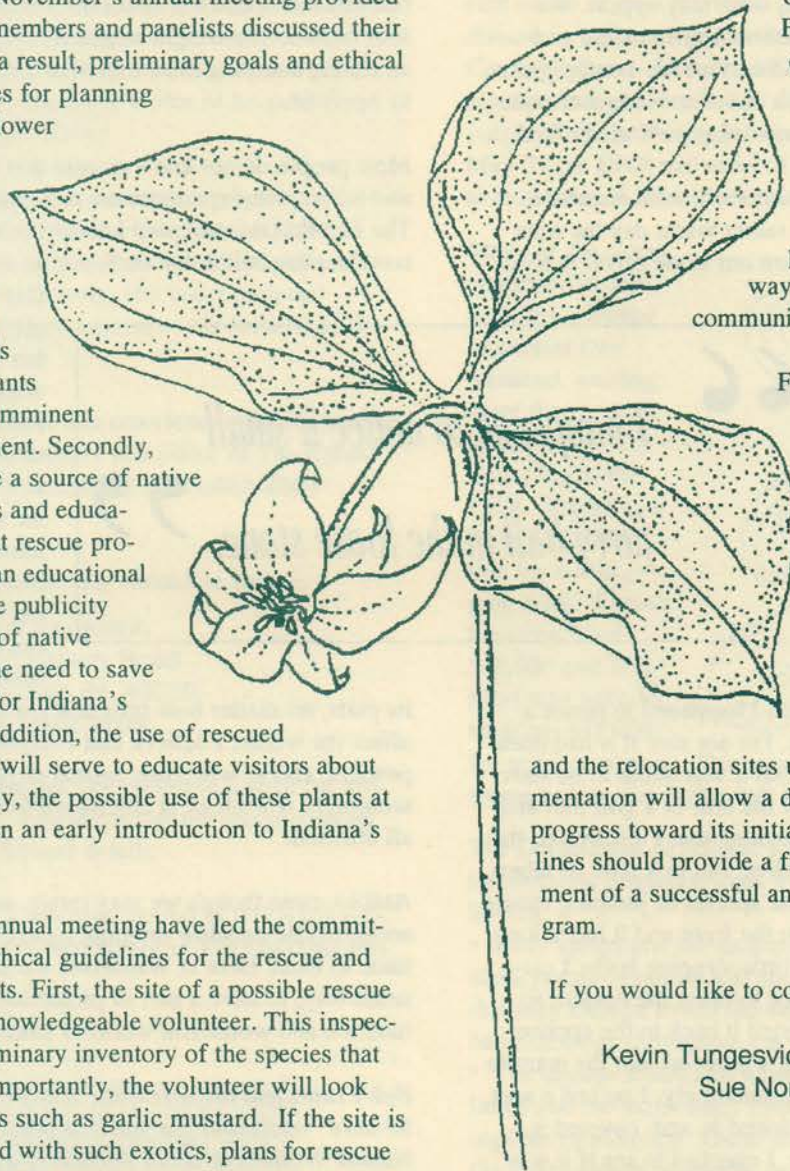 November's annual meeting provided
members and panelists discussed their
a result, preliminary goals and ethical
es for planning
ower
s
ants
mminent
ent. Secondly,
e a source of native
s and educa-
t rescue pro-
an educational
e publicity
of native
he need to save
or Indiana's
ddition, the use of rescued
will serve to educate visitors about
y, the possible use of these plants at
n an early introduction to Indiana's
nnual meeting have led the commit-
hical guidelines for the rescue and
ts. First, the site of a possible rescue
nowledgeable volunteer. This inspec-
minary inventory of the species that
mportantly, the volunteer will look
s such as garlic mustard. If the site is
d with such exotics, plans for rescue
F
way
communi
F
and the relocation sites u
mentation will allow a d
progress toward its initia
lines should provide a f
ment of a successful an
gram.
If you would like to co
Kevin Tungesvic
Sue Nor